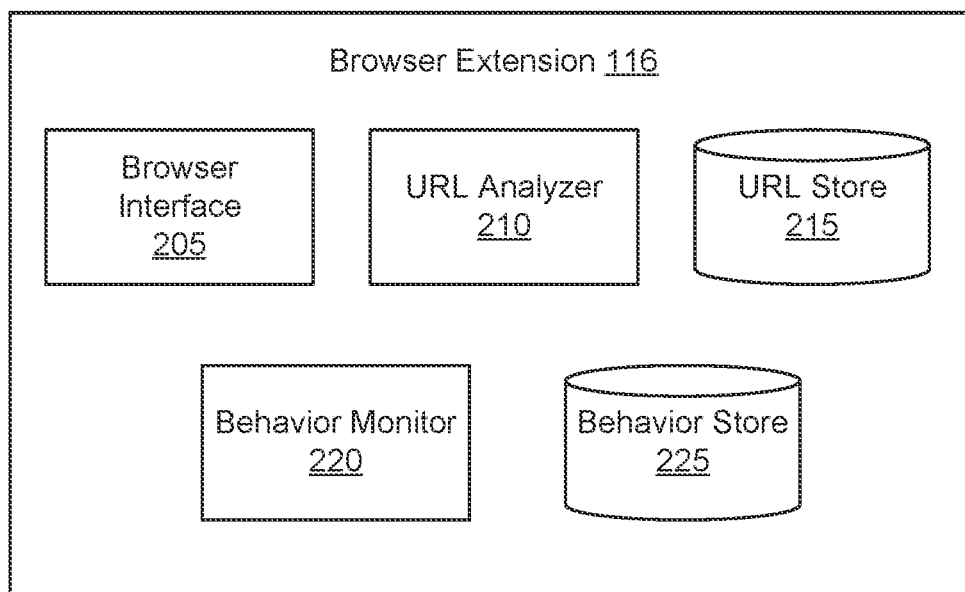 Browser Extension 116
Browser
Interface
205
URL Analyzer
210
URL Store
215
Behavior Monitor
220
Behavior Store
225